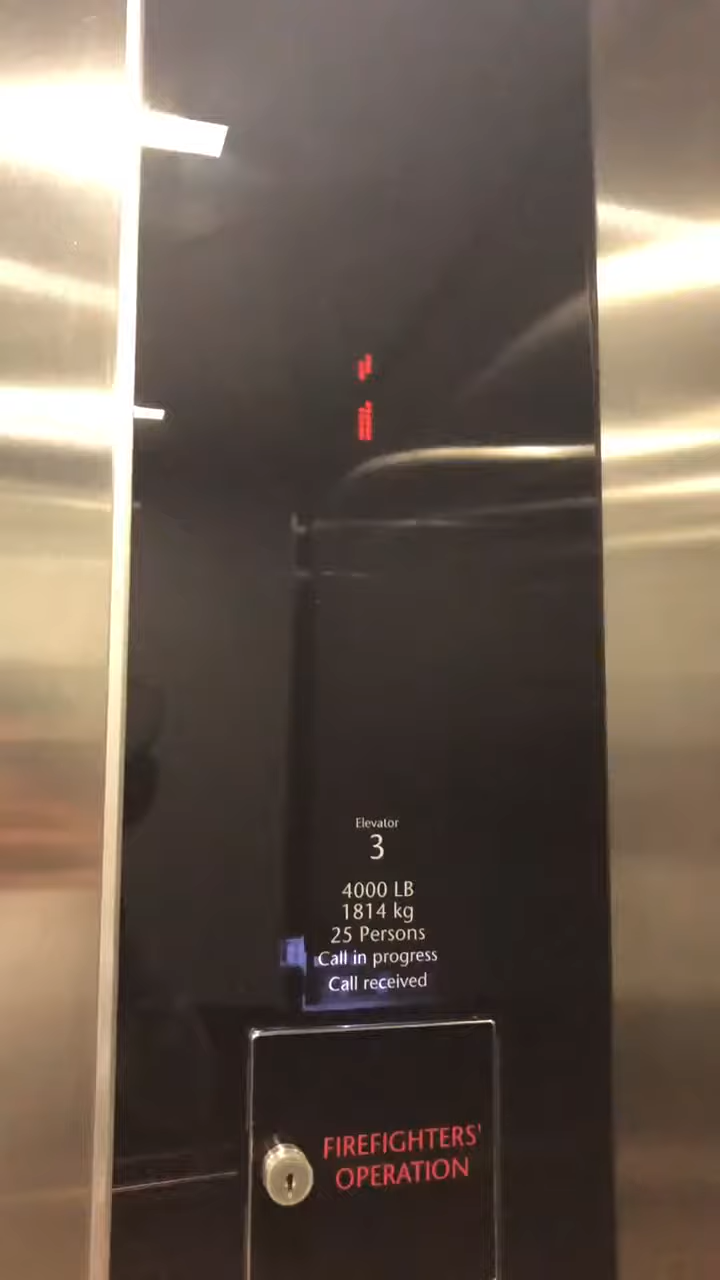 Elevator
3
4000 LB
1814 kg
25 Persons
Call in progress
Call received
FIREFIGHTERS'
OPERATION